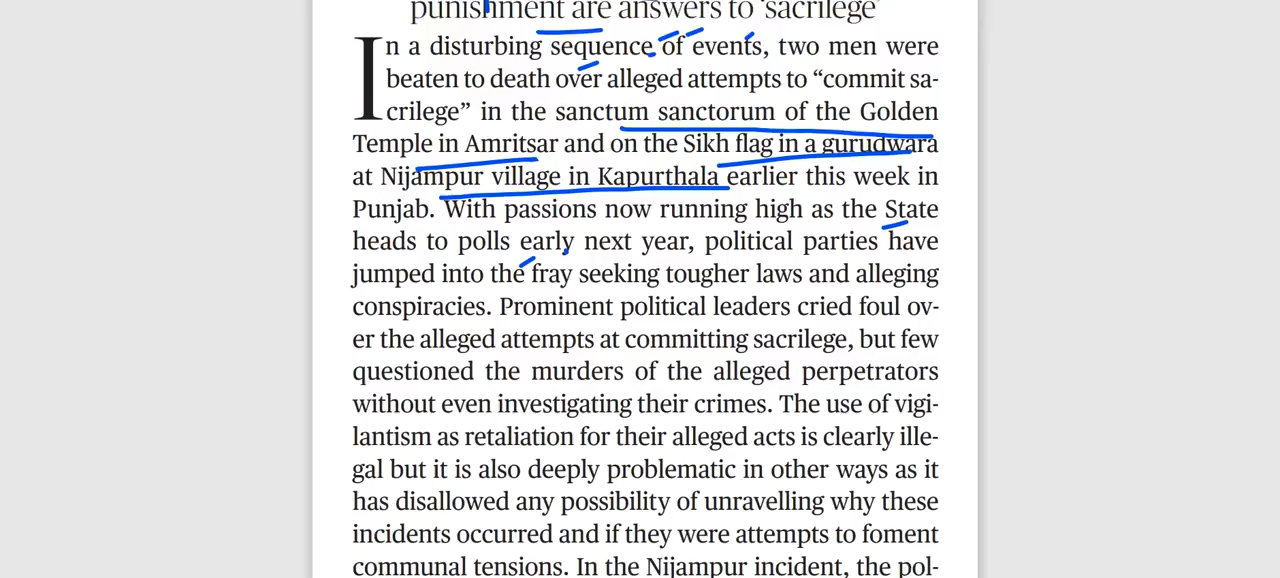 punishment are answers to 'sacrilege'
In a disturbing sequence of events, two men were
beaten to death over alleged attempts to “commit sa-
crilege” in the sanctum sanctorum of the Golden
Temple in Amritsar and on the Sikh flag in a gurudwara
at Nijampur village in Kapurthala earlier this week in
Punjab. With passions now running high as the State
heads to polls early next year, political parties have
jumped into the fray seeking tougher laws and alleging
conspiracies. Prominent political leaders cried foul ov-
er the alleged attempts at committing sacrilege, but few
questioned the murders of the alleged perpetrators
without even investigating their crimes. The use of vigi-
lantism as retaliation for their alleged acts is clearly ille-
gal but it is also deeply problematic in other ways as it
has disallowed any possibility of unravelling why these
incidents occurred and if they were attempts to foment
communal tensions. In the Nijampur incident, the pol-